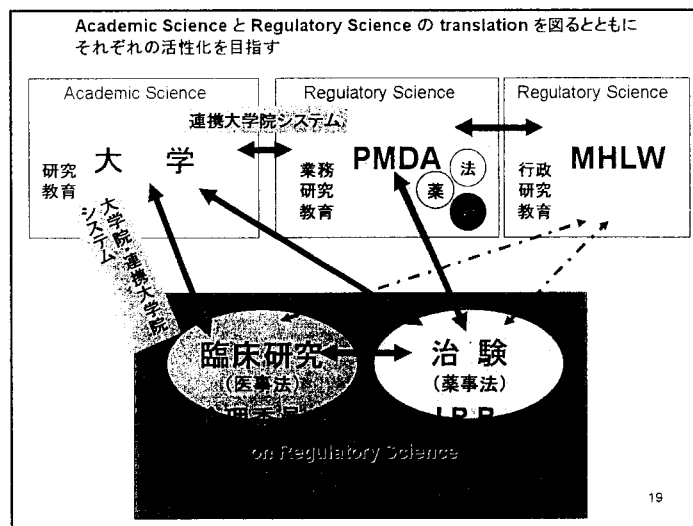 Academic Science と Regulatory Science の translation を図るとともに
それぞれの活性化を目指す
Academic Science
Regulatory Science
Regulatory Science
連携大学院システム
研究
教育
大 学
業務
研究
教育
PMDA
法
薬
行政
研究
教育
MHLW
大学院・連携大学院
システム
臨床研究
(医事法)
治 験
(薬事法)
on Regulatory Science
19